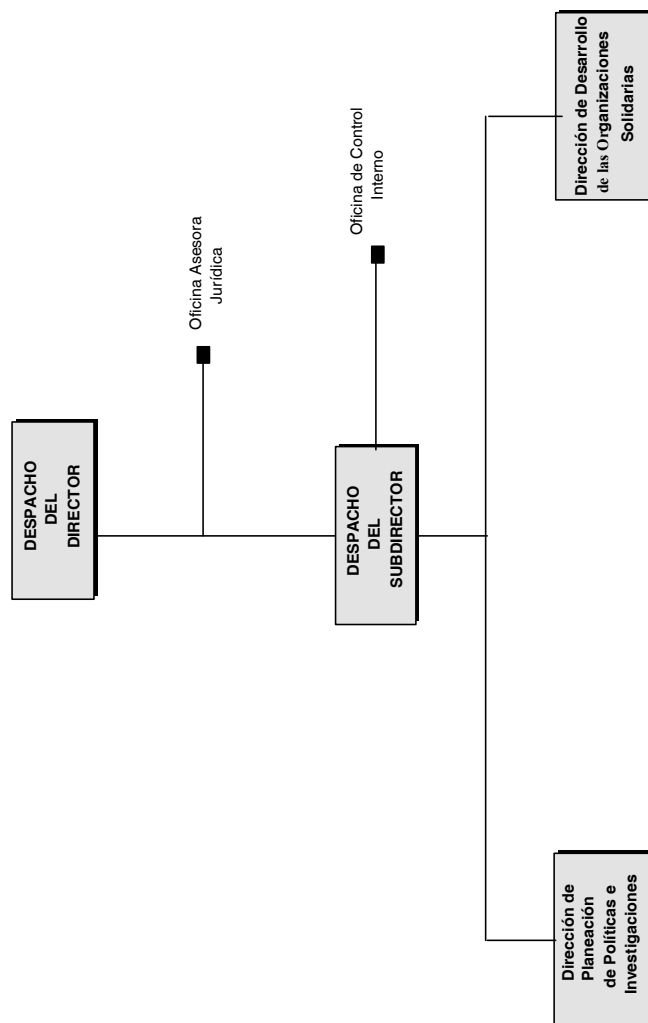 DESPACHO
DEL
DIRECTOR
Oficina Asesora
Jurídica
DESPACHO
DEL
SUBDIRECTOR
Oficina de Control
Interno
Dirección de
Planeación
de Políticas e
Investigaciones
Dirección de Desarrollo
de las Organizaciones
Solidarias